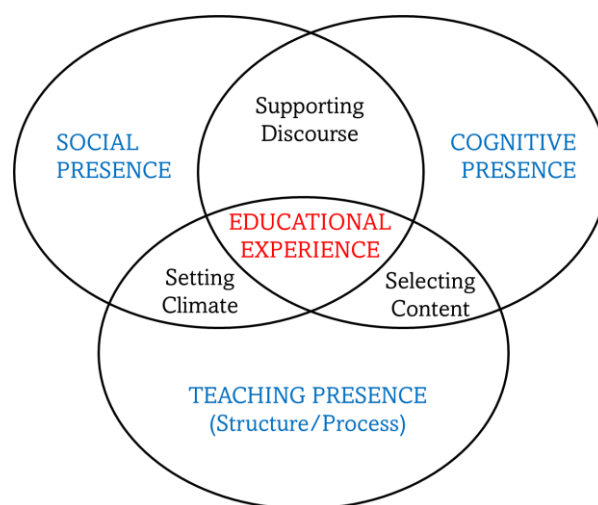 Supporting
Discourse
SOCIAL
PRESENCE
COGNITIVE
PRESENCE
EDUCATIONAL
EXPERIENCE
Setting
Climate
Selecting
Content
TEACHING PRESENCE
(Structure/Process)